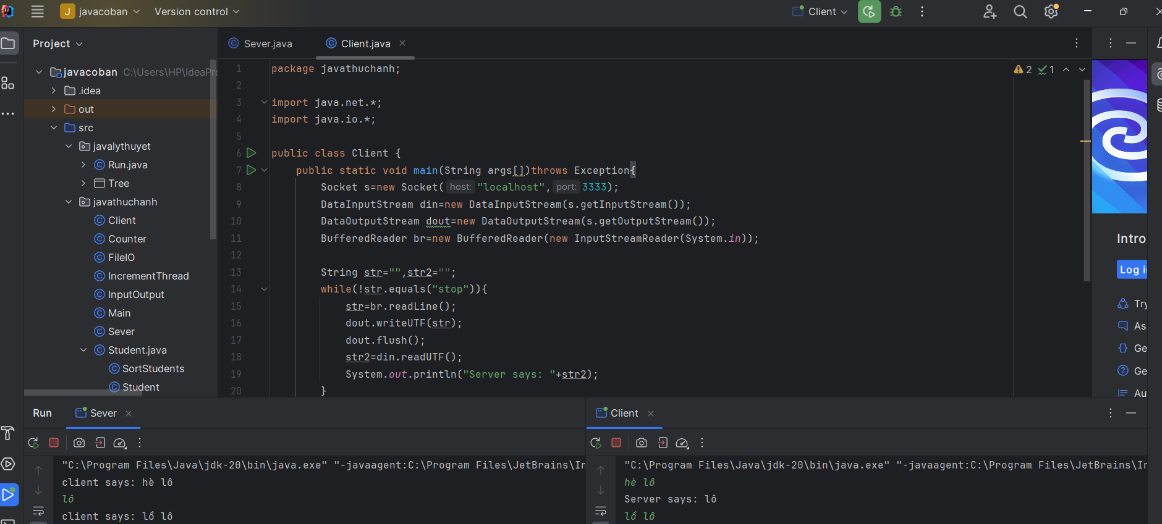 J javacoban Version control Client
Project
Sever.java Client.java
javacoban C:\Users\HP\IdeaPr
.idea
out
src
javalythuyet
Run.java
Tree
javathuchanh
Client
Counter
FileIO
IncrementThread
InputOutput
Main
Sever
Student.java
SortStudents
Student
2 1
1 package javathuchanh;
2
3 import java.net.*;
4 import java.io.*;
5
6 public class Client {
7 public static void main(String args[])throws Exception{
8 Socket s=new Socket( host: "localhost", port: 3333);
9 DataInputStream din=new DataInputStream(s.getInputStream());
10 DataOutputStream dout=new DataOutputStream(s.getOutputStream());
11 BufferedReader br=new BufferedReader(new InputStreamReader(System.in));
12
13 String str="",str2="";
14 while(!str.equals("stop")){
15 str=br.readLine();
16 dout.writeUTF(str);
17 dout.flush();
18 str2=din.readUTF();
19 System.out.println("Server says: "+str2);
20 }
Intro
Log i
Try
As
Ge
Ge
Au
Run Sever
"C:\Program Files\Java\jdk-20\bin\java.exe" "-javaagent:C:\Program Files\JetBrains\In
client says: hè lô
lô
client says: lổ lô
Client
"C:\Program Files\Java\jdk-20\bin\java.exe" "-javaagent:C:\Program Files\JetBrains\In
hè lô
Server says: lô
lổ lô